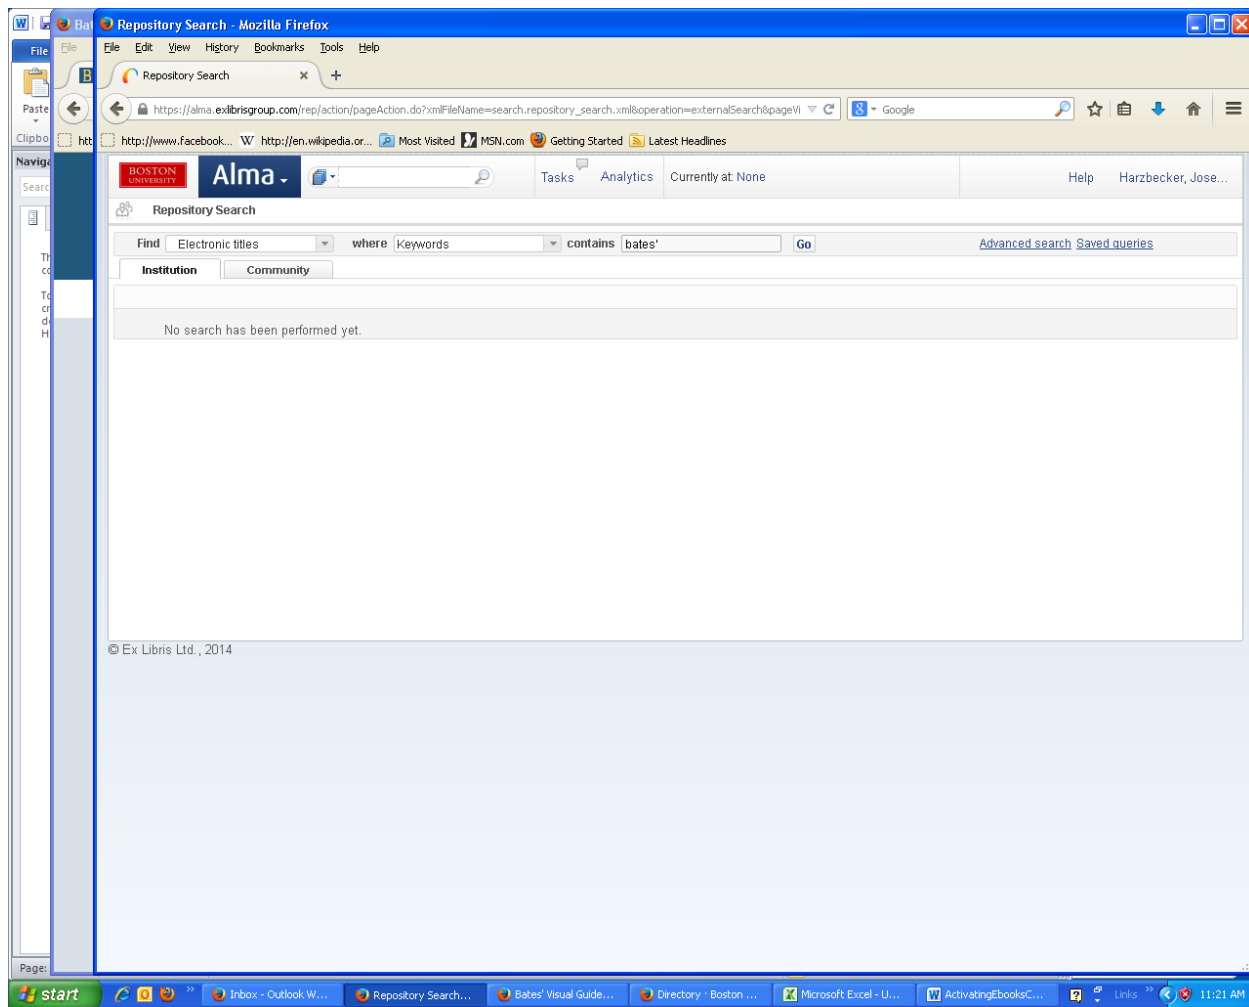 Repository Search - Mozilla Firefox
File Edit View History Bookmarks Tools Help
Repository Search
https://alma.exlibrisgroup.com/rep/action/pageAction.do?xmlFileName=search.repository_search.xml&operation=externalSearch&pageVi
Google
http://www.facebook... http://en.wikipedia.or... Most Visited MSN.com Getting Started Latest Headlines
BOSTON
UNIVERSITY
Alma
Tasks Analytics Currently at: None Help Harzbecker, Jose...
Repository Search
Find Electronic titles where Keywords contains bates' Go Advanced search Saved queries
Institution Community
No search has been performed yet.
© Ex Libris Ltd., 2014
File
Paste
Clipbo
Naviga
Searc
Page:
File
Bat
htt
start Inbox - Outlook W... Repository Search... Bates' Visual Guide... Directory · Boston ... Microsoft Excel - U... ActivatingEbooksC... Links 11:21 AM